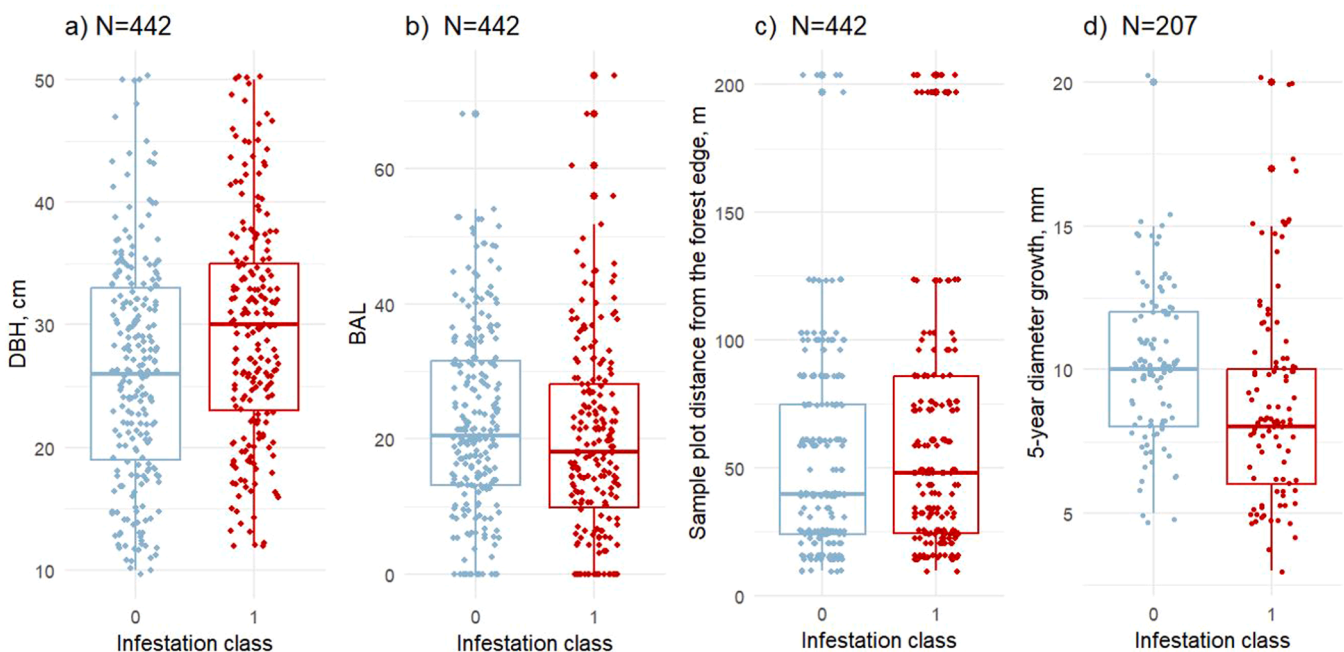 a) N=442
50
40
30
20
10
DBH, cm
0 1
Infestation class
b) N=442
60
40
20
0
BAL
0 1
Infestation class
c) N=442
200
150
100
50
0
Sample plot distance from the forest edge, m
0 1
Infestation class
d) N=207
20
15
10
5
5-year diameter growth, mm
0 1
Infestation class